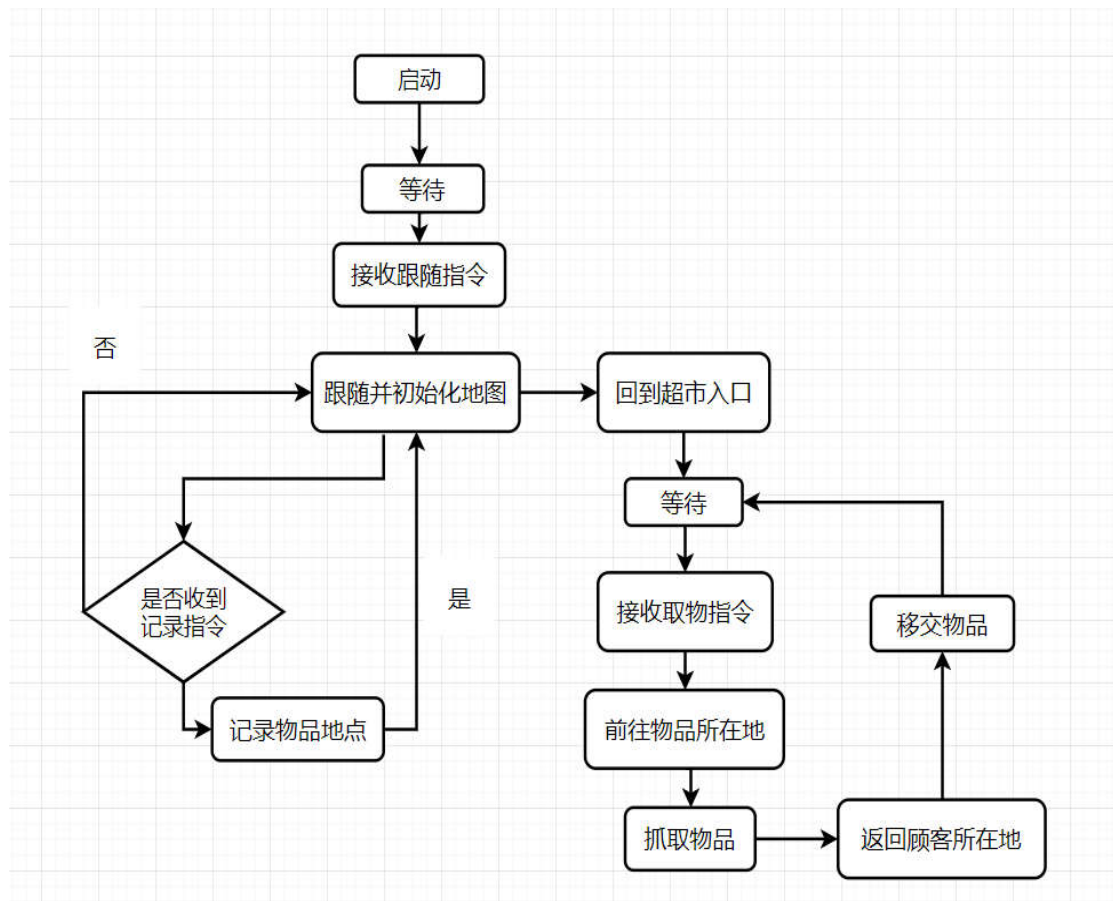 启动
等待
接收跟随指令
否
跟随并初始化地图
回到超市入口
等待
是否收到
记录指令
是
接收取物指令
移交物品
记录物品地点
前往物品所在地
抓取物品
返回顾客所在地